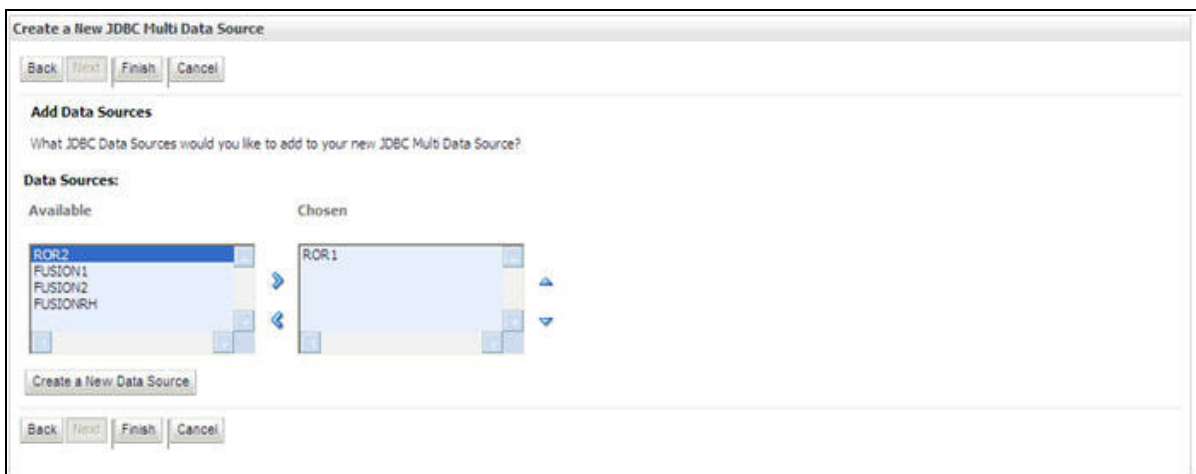 Create a New JDBC Multi Data Source
Back Next Finish Cancel
Add Data Sources
What JDBC Data Sources would you like to add to your new JDBC Multi Data Source?
Data Sources:
Available Chosen
ROR2 ROR1
FUSION1
FUSION2
FUSIONRH
Create a New Data Source
Back Next Finish Cancel